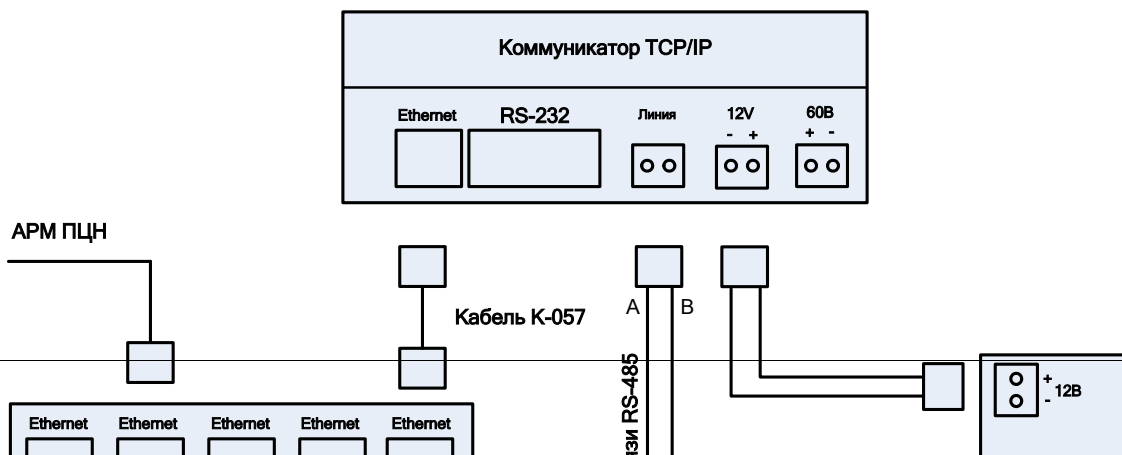 Коммуникатор TCP/IP
Ethernet RS-232 Линия 12V 60В
- + + -
АРМ ПЦН
A B
Кабель К-057
RS-485
+
12В
-
Ethernet Ethernet Ethernet Ethernet Ethernet